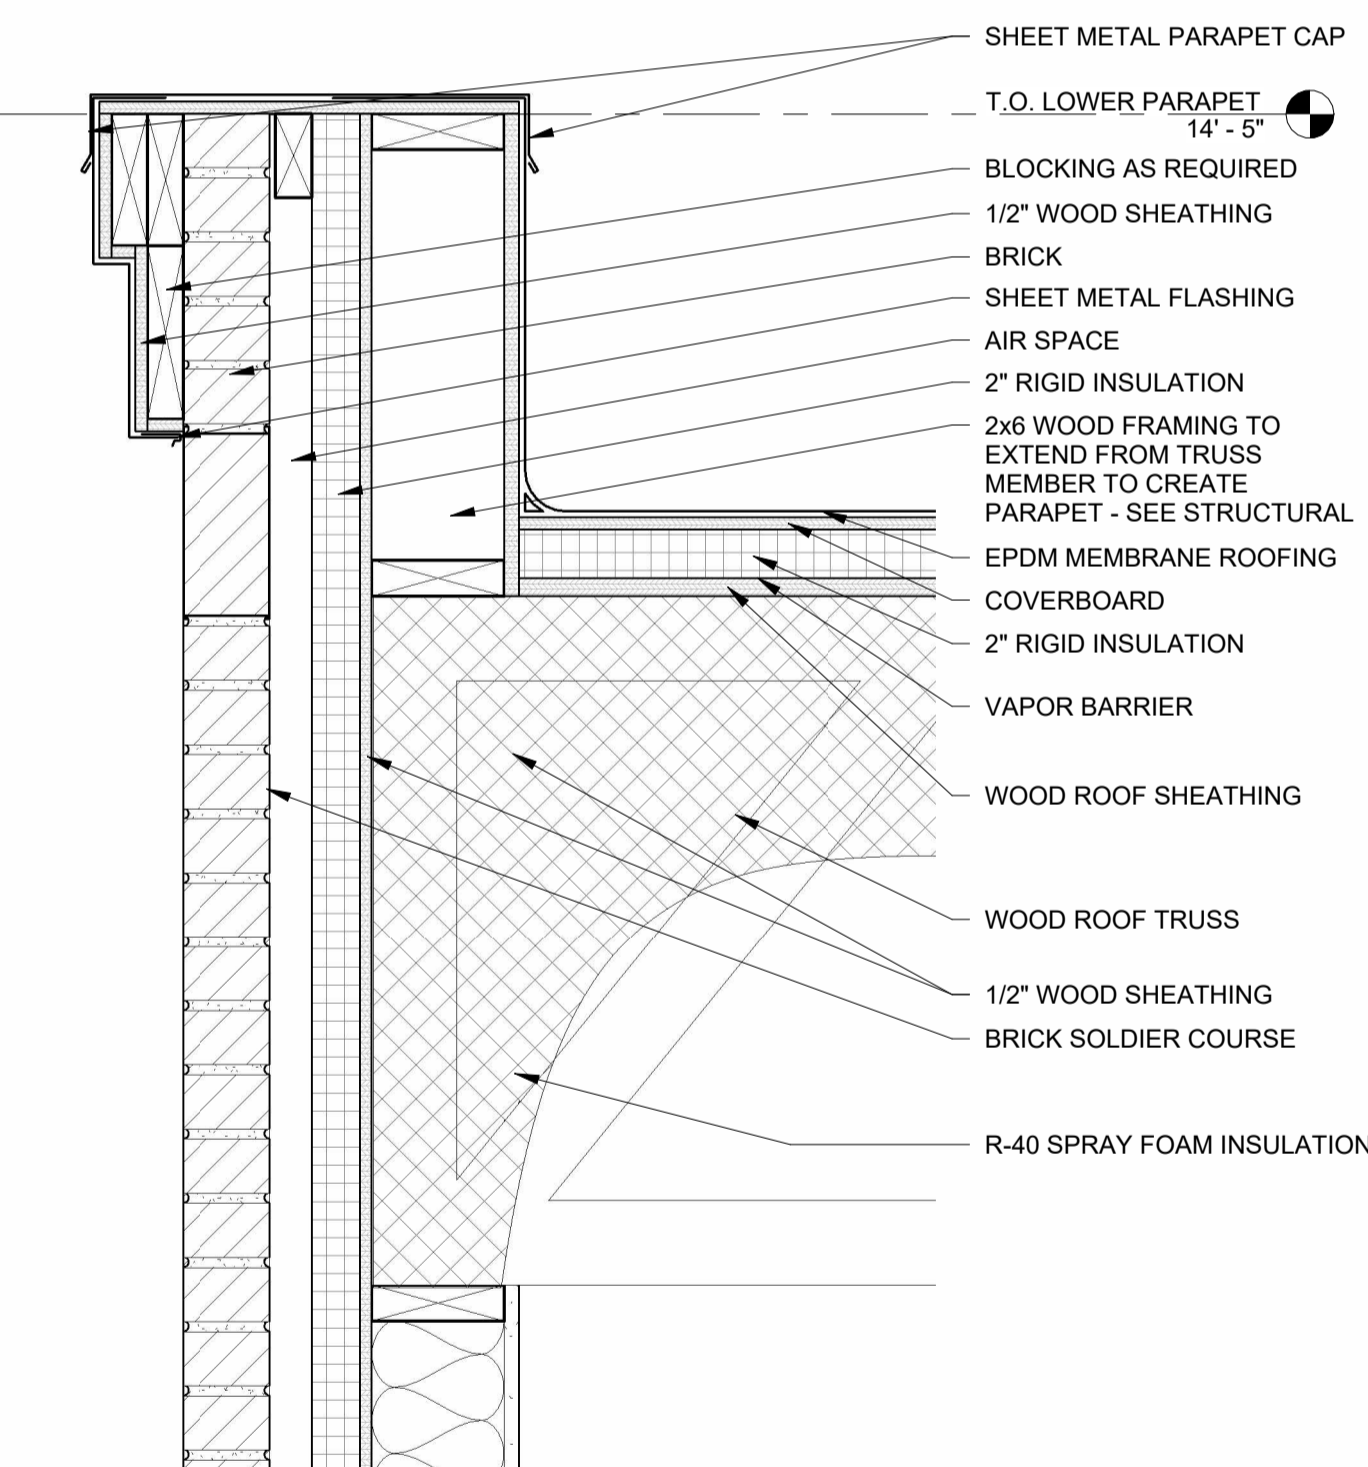 SHEET METAL PARAPET CAP
T.O. LOWER PARAPET
14' - 5"
BLOCKING AS REQUIRED
1/2" WOOD SHEATHING
BRICK
SHEET METAL FLASHING
AIR SPACE
2" RIGID INSULATION
2x6 WOOD FRAMING TO
EXTEND FROM TRUSS
MEMBER TO CREATE
PARAPET - SEE STRUCTURAL
EPDM MEMBRANE ROOFING
COVERBOARD
2" RIGID INSULATION
VAPOR BARRIER
WOOD ROOF SHEATHING
WOOD ROOF TRUSS
1/2" WOOD SHEATHING
BRICK SOLDIER COURSE
R-40 SPRAY FOAM INSULATION